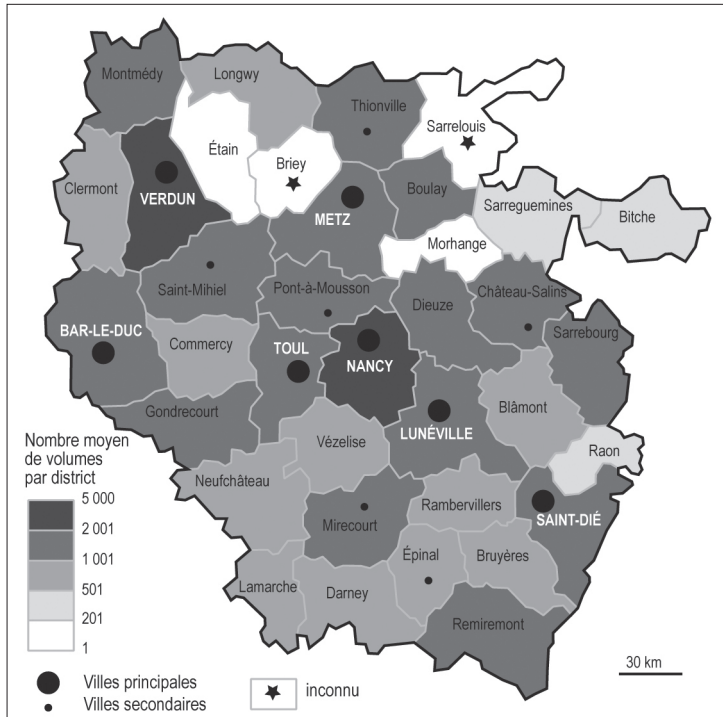 Montmédy
Longwy
Thionville
Sarrelouis
Étain
Briey
Clermont
VERDUN
METZ
Boulay
Sarreguemines
Bitche
Morhange
Saint-Mihiel
Pont-à-Mousson
Dieuze
Château-Salins
BAR-LE-DUC
Commercy
TOUL
NANCY
Sarrebourg
Gondrecourt
LUNÉVILLE
Blâmont
Vézelise
Raon
Neufchâteau
Mirecourt
Rambervillers
SAINT-DIÉ
Épinal
Bruyères
Lamarche
Darney
Remiremont
Nombre moyen
de volumes
par district
5 000
2 001
1 001
501
201
1
30 km
Villes principales
Villes secondaires
inconnu